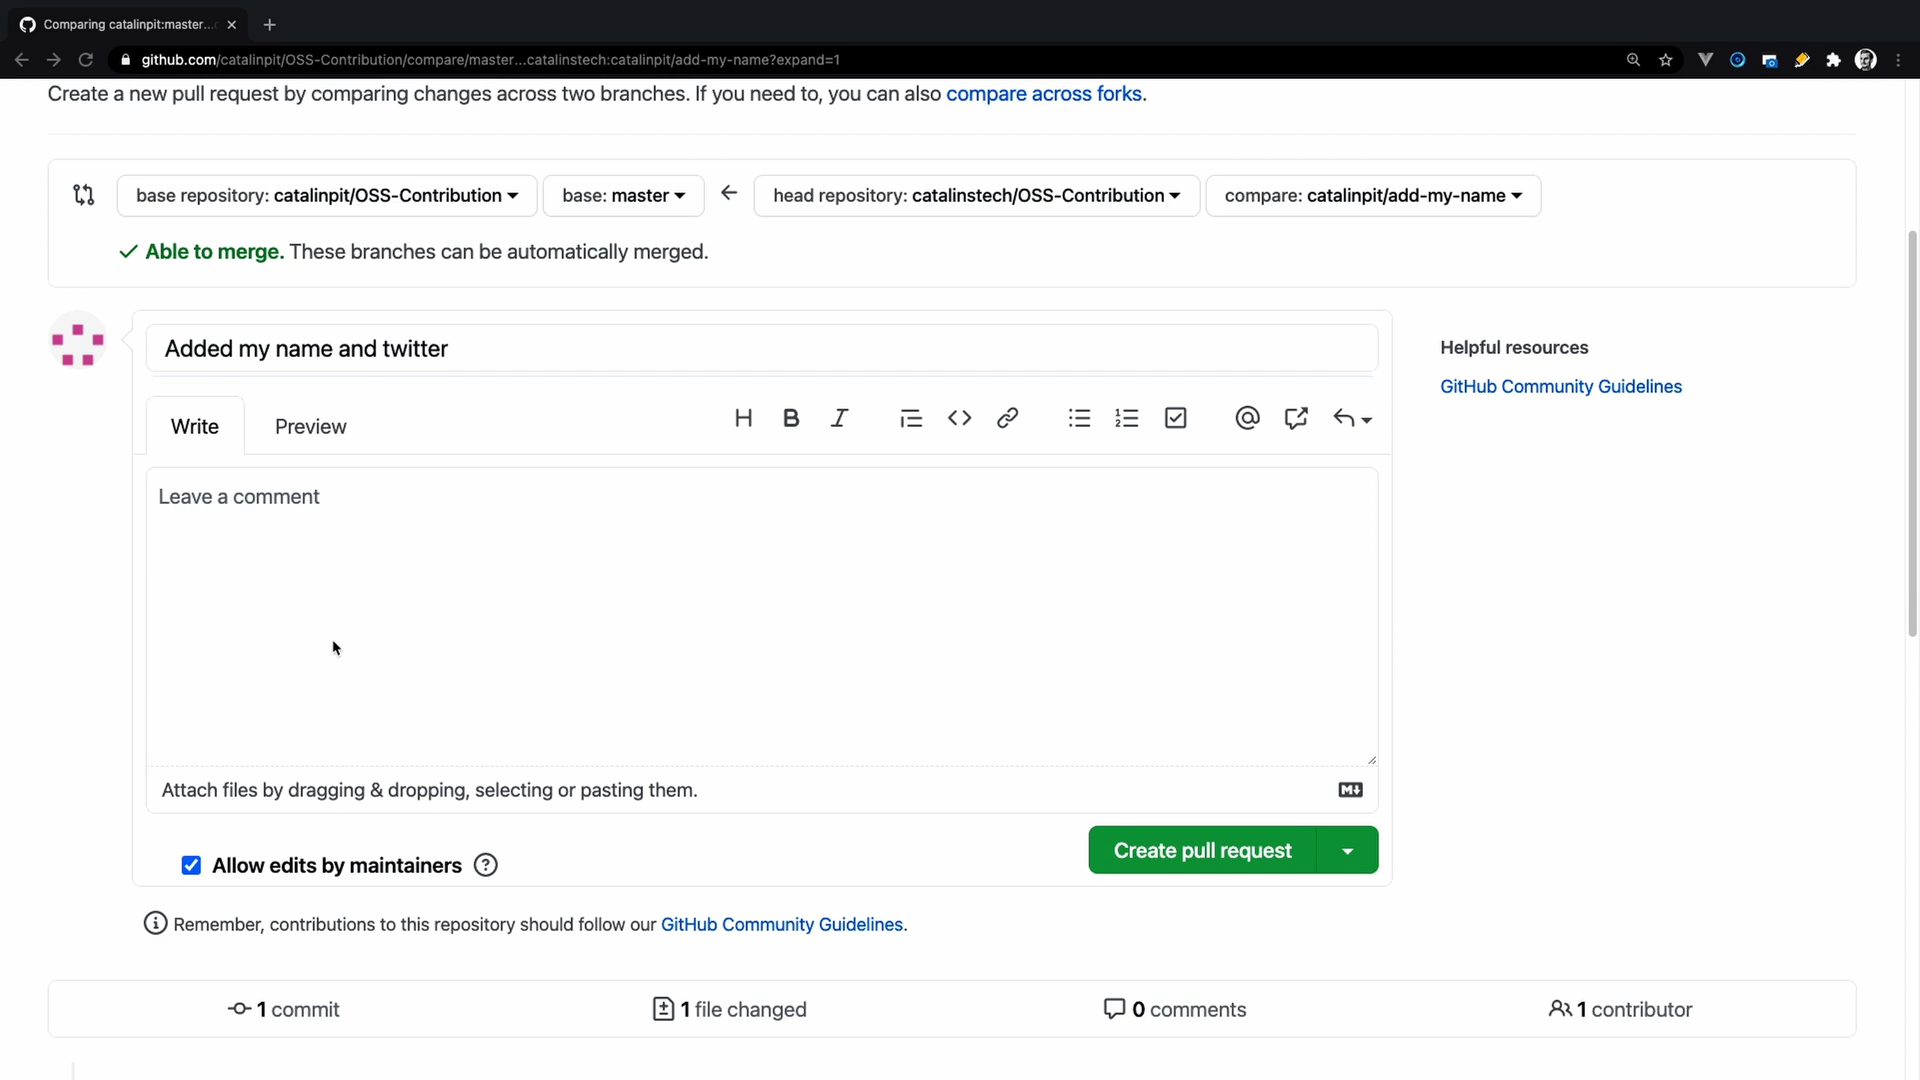 Comparing catalinpit:master...
github.com/catalinpit/OSS-Contribution/compare/master...catalinstech:catalinpit/add-my-name?expand=1
Create a new pull request by comparing changes across two branches. If you need to, you can also compare across forks.
base repository: catalinpit/OSS-Contribution base: master head repository: catalinstech/OSS-Contribution compare: catalinpit/add-my-name
Able to merge. These branches can be automatically merged.
Added my name and twitter
Helpful resources
GitHub Community Guidelines
Write Preview
Leave a comment
Attach files by dragging & dropping, selecting or pasting them.
Create pull request
Allow edits by maintainers
Remember, contributions to this repository should follow our GitHub Community Guidelines.
1 commit 1 file changed 0 comments 1 contributor